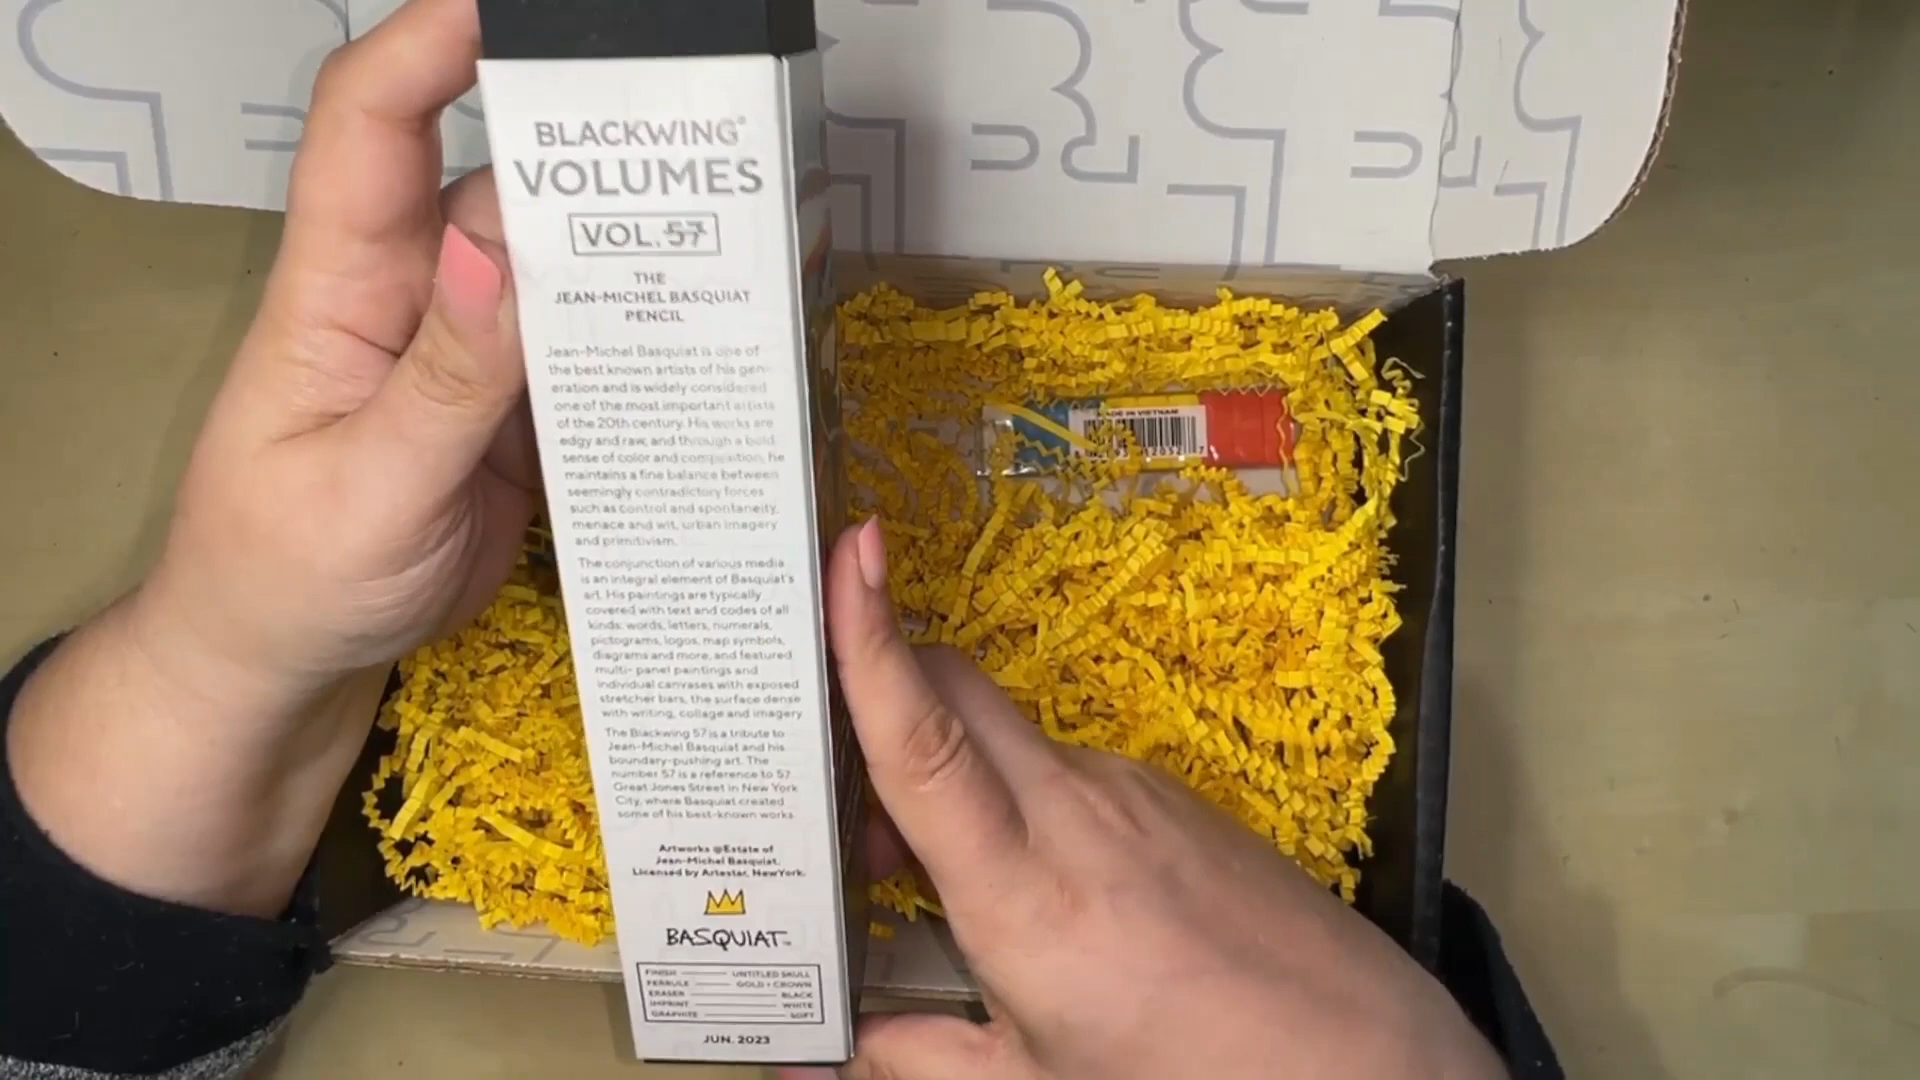 BLACKWING®
VOLUMES
VOL. 57
THE
JEAN-MICHEL BASQUIAT
PENCIL
Jean-Michel Basquiat is one of
the best known artists of his gen-
eration and is widely considered
one of the most important artists
of the 20th century. His works are
edgy and raw, and through a bold
sense of color and composition, he
maintains a fine balance between
seemingly contradictory forces
such as control and spontaneity,
menace and wit, urban imagery
and primitivism.
The conjunction of various media
is an integral element of Basquiat's
art. His paintings are typically
covered with text and codes of all
kinds: words, letters, numerals,
pictograms, logos, map symbols,
diagrams and more, and featured
multi- panel paintings and
individual canvases with exposed
stretcher bars, the surface dense
with writing, collage and imagery
The Blackwing 57 is a tribute to
Jean-Michel Basquiat and his
boundary-pushing art. The
number 57 is a reference to 57
Great Jones Street in New York
City, where Basquiat created
some of his best-known works.
Artworks @Estate of
Jean-Michel Basquiat.
Licensed by Artestar, NewYork.
BASQUIAT™
FINISH UNTITLED SKULL
FERRULE GOLD + CROWN
ERASER BLACK
IMPRINT WHITE
GRAPHITE SOFT
JUN. 2023
MADE IN VIETNAM